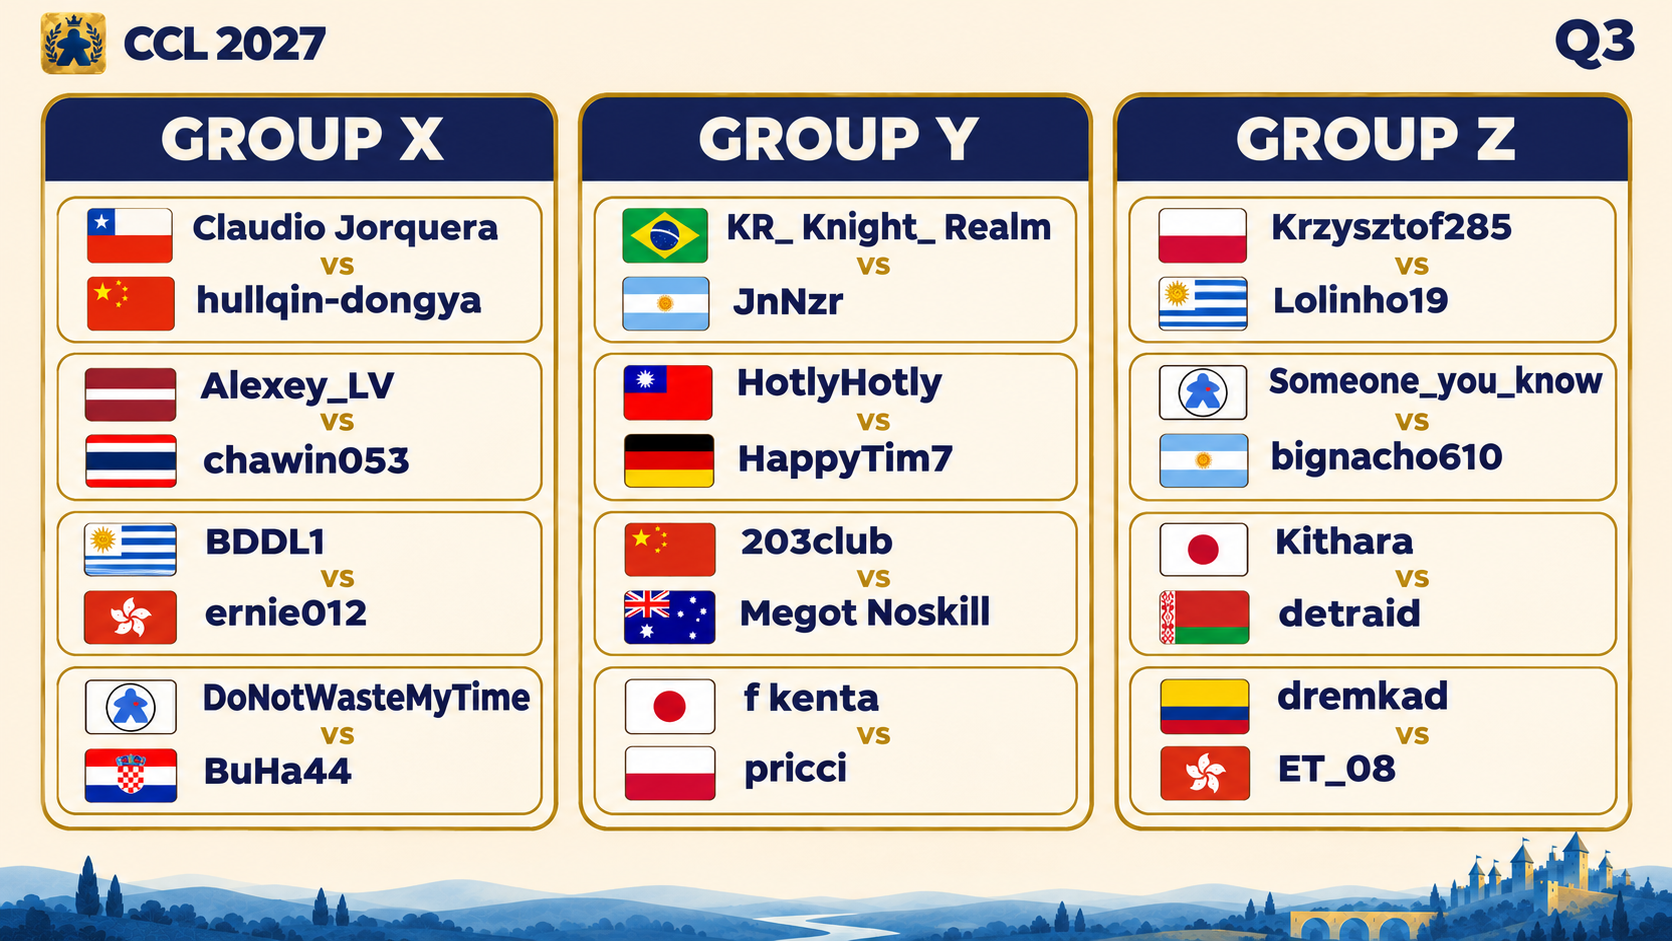 CCL 2027
Q3
GROUP X
Claudio Jorquera
VS
hullqin-dongya
Alexey_LV
VS
chawin053
BDDL1
VS
ernie012
DoNotWasteMyTime
VS
BuHa44
GROUP Y
KR_ Knight_ Realm
VS
JnNzr
HotlyHotly
VS
HappyTim7
203club
VS
Megot Noskill
f kenta
VS
pricci
GROUP Z
Krzysztof285
VS
Lolinho19
Someone_you_know
VS
bignacho610
Kithara
VS
detraid
dremkad
VS
ET_08